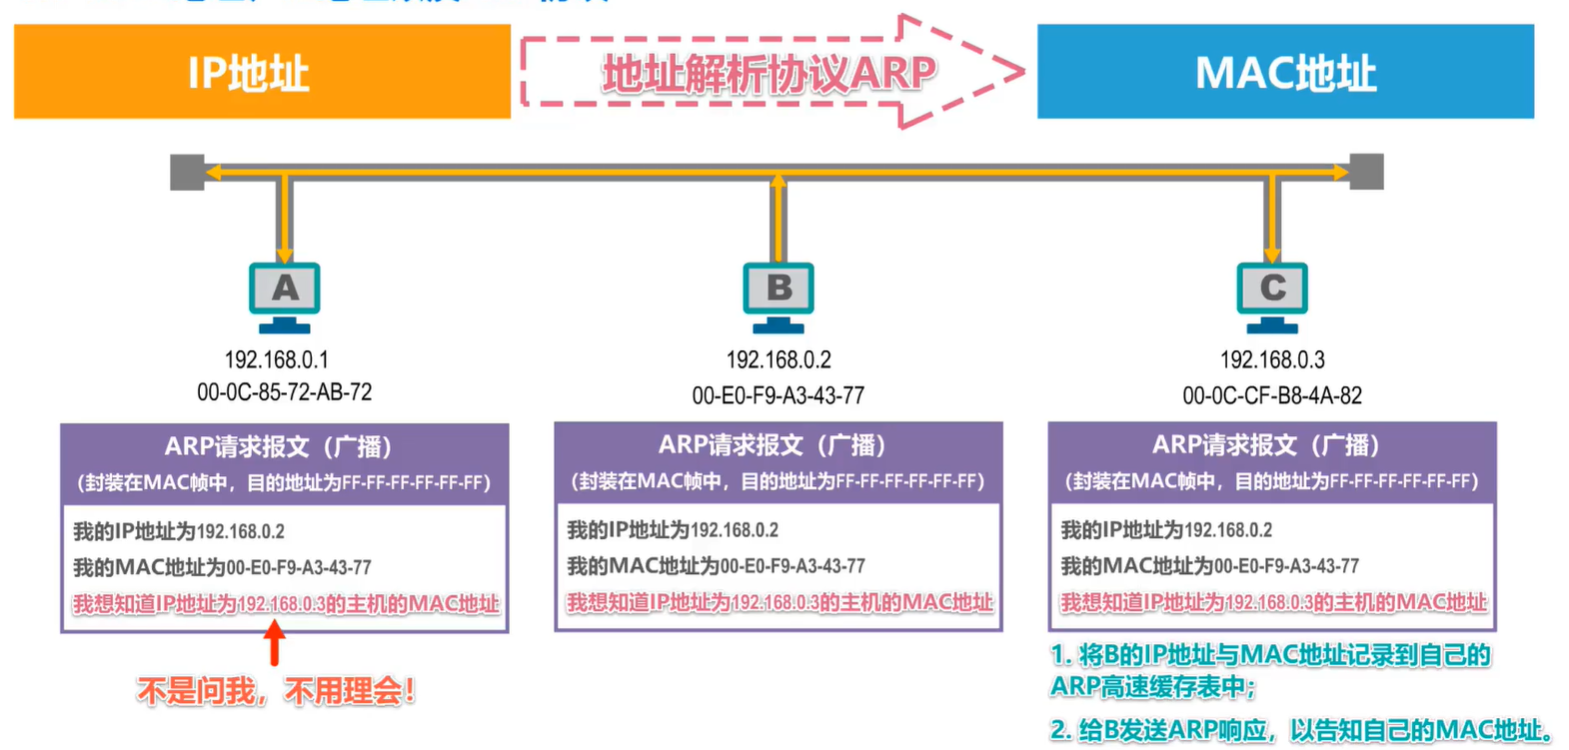 IP地址
地址解析协议ARP
MAC地址
A
B
C
192.168.0.1
00-0C-85-72-AB-72
192.168.0.2
00-E0-F9-A3-43-77
192.168.0.3
00-0C-CF-B8-4A-82
ARP请求报文（广播）
（封装在MAC帧中，目的地址为FF-FF-FF-FF-FF-FF）
我的IP地址为192.168.0.2
我的MAC地址为00-E0-F9-A3-43-77
我想知道IP地址为192.168.0.3的主机的MAC地址
不是问我，不用理会！
ARP请求报文（广播）
（封装在MAC帧中，目的地址为FF-FF-FF-FF-FF-FF）
我的IP地址为192.168.0.2
我的MAC地址为00-E0-F9-A3-43-77
我想知道IP地址为192.168.0.3的主机的MAC地址
ARP请求报文（广播）
（封装在MAC帧中，目的地址为FF-FF-FF-FF-FF-FF）
我的IP地址为192.168.0.2
我的MAC地址为00-E0-F9-A3-43-77
我想知道IP地址为192.168.0.3的主机的MAC地址
1. 将B的IP地址与MAC地址记录到自己的
ARP高速缓存表中；
2. 给B发送ARP响应，以告知自己的MAC地址。